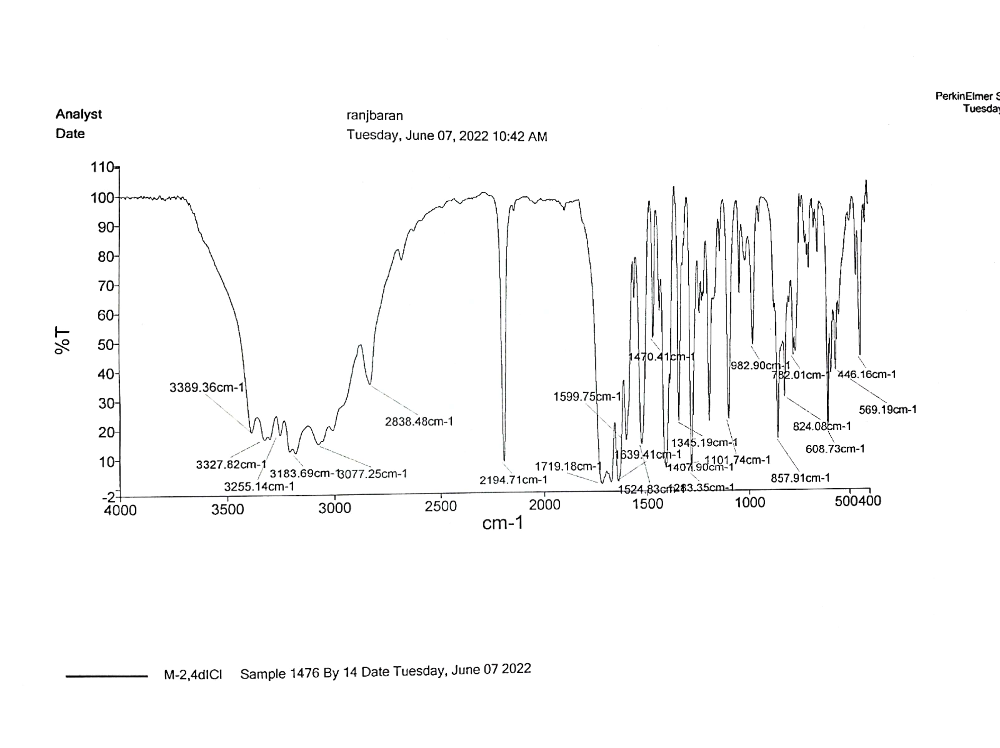 PerkinElmer S
Tuesday
Analyst
ranjbaran
Date
Tuesday, June 07, 2022 10:42 AM
110
100
90
80
70
60
50
40
30
20
10
-2
%T
3389.36cm-1
3327.82cm-1
3255.14cm-1
3183.69cm-1
3077.25cm-1
2838.48cm-1
2194.71cm-1
1719.18cm-1
1639.41cm-1
1599.75cm-1
1524.83cm-1
1470.41cm-1
1407.90cm-1
1345.19cm-1
1283.35cm-1
1101.74cm-1
982.90cm-1
857.91cm-1
824.08cm-1
782.01cm-1
608.73cm-1
569.19cm-1
446.16cm-1
4000 3500 3000 2500 2000 1500 1000 500 400
cm-1
M-2,4dICl Sample 1476 By 14 Date Tuesday, June 07 2022